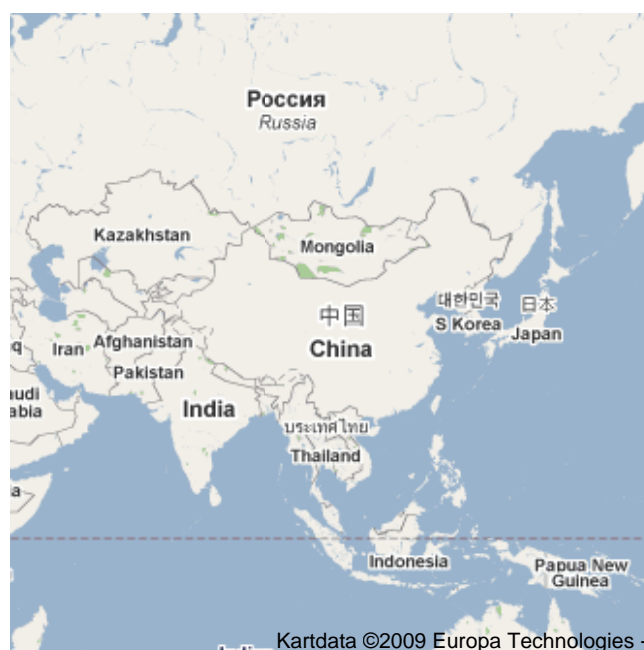 Россия
Russia
Kazakhstan
Mongolia
대한민국
日本
S Korea
Japan
中国
China
Iran
Afghanistan
Pakistan
India
ประเทศไทย
Thailand
Indonesia
Papua New
Guinea
Kartdata ©2009 Europa Technologies -